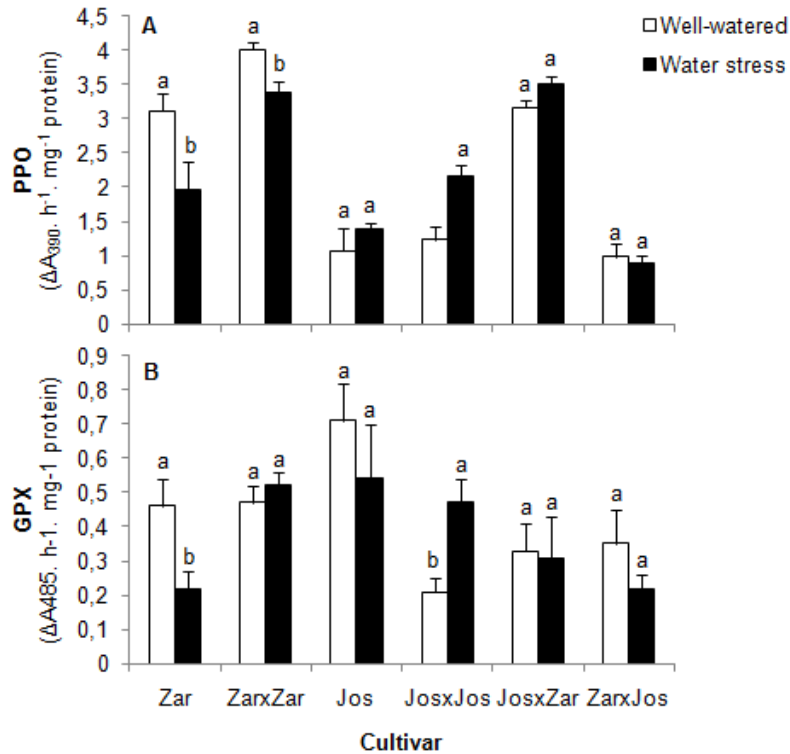 A
Well-watered
Water stress
PPO
(ΔA390. h-1. mg-1 protein)
4,5
4
3,5
3
2,5
2
1,5
1
0,5
0
a
b
a
b
a
a
a
a
a
a
a
B
GPX
(ΔA485. h-1. mg-1 protein)
0,9
0,8
0,7
0,6
0,5
0,4
0,3
0,2
0,1
0
a
b
a
a
a
a
b
a
a
a
a
a
Zar
ZarxZar
Jos
JosxJos
JosxZar
ZarxJos
Cultivar